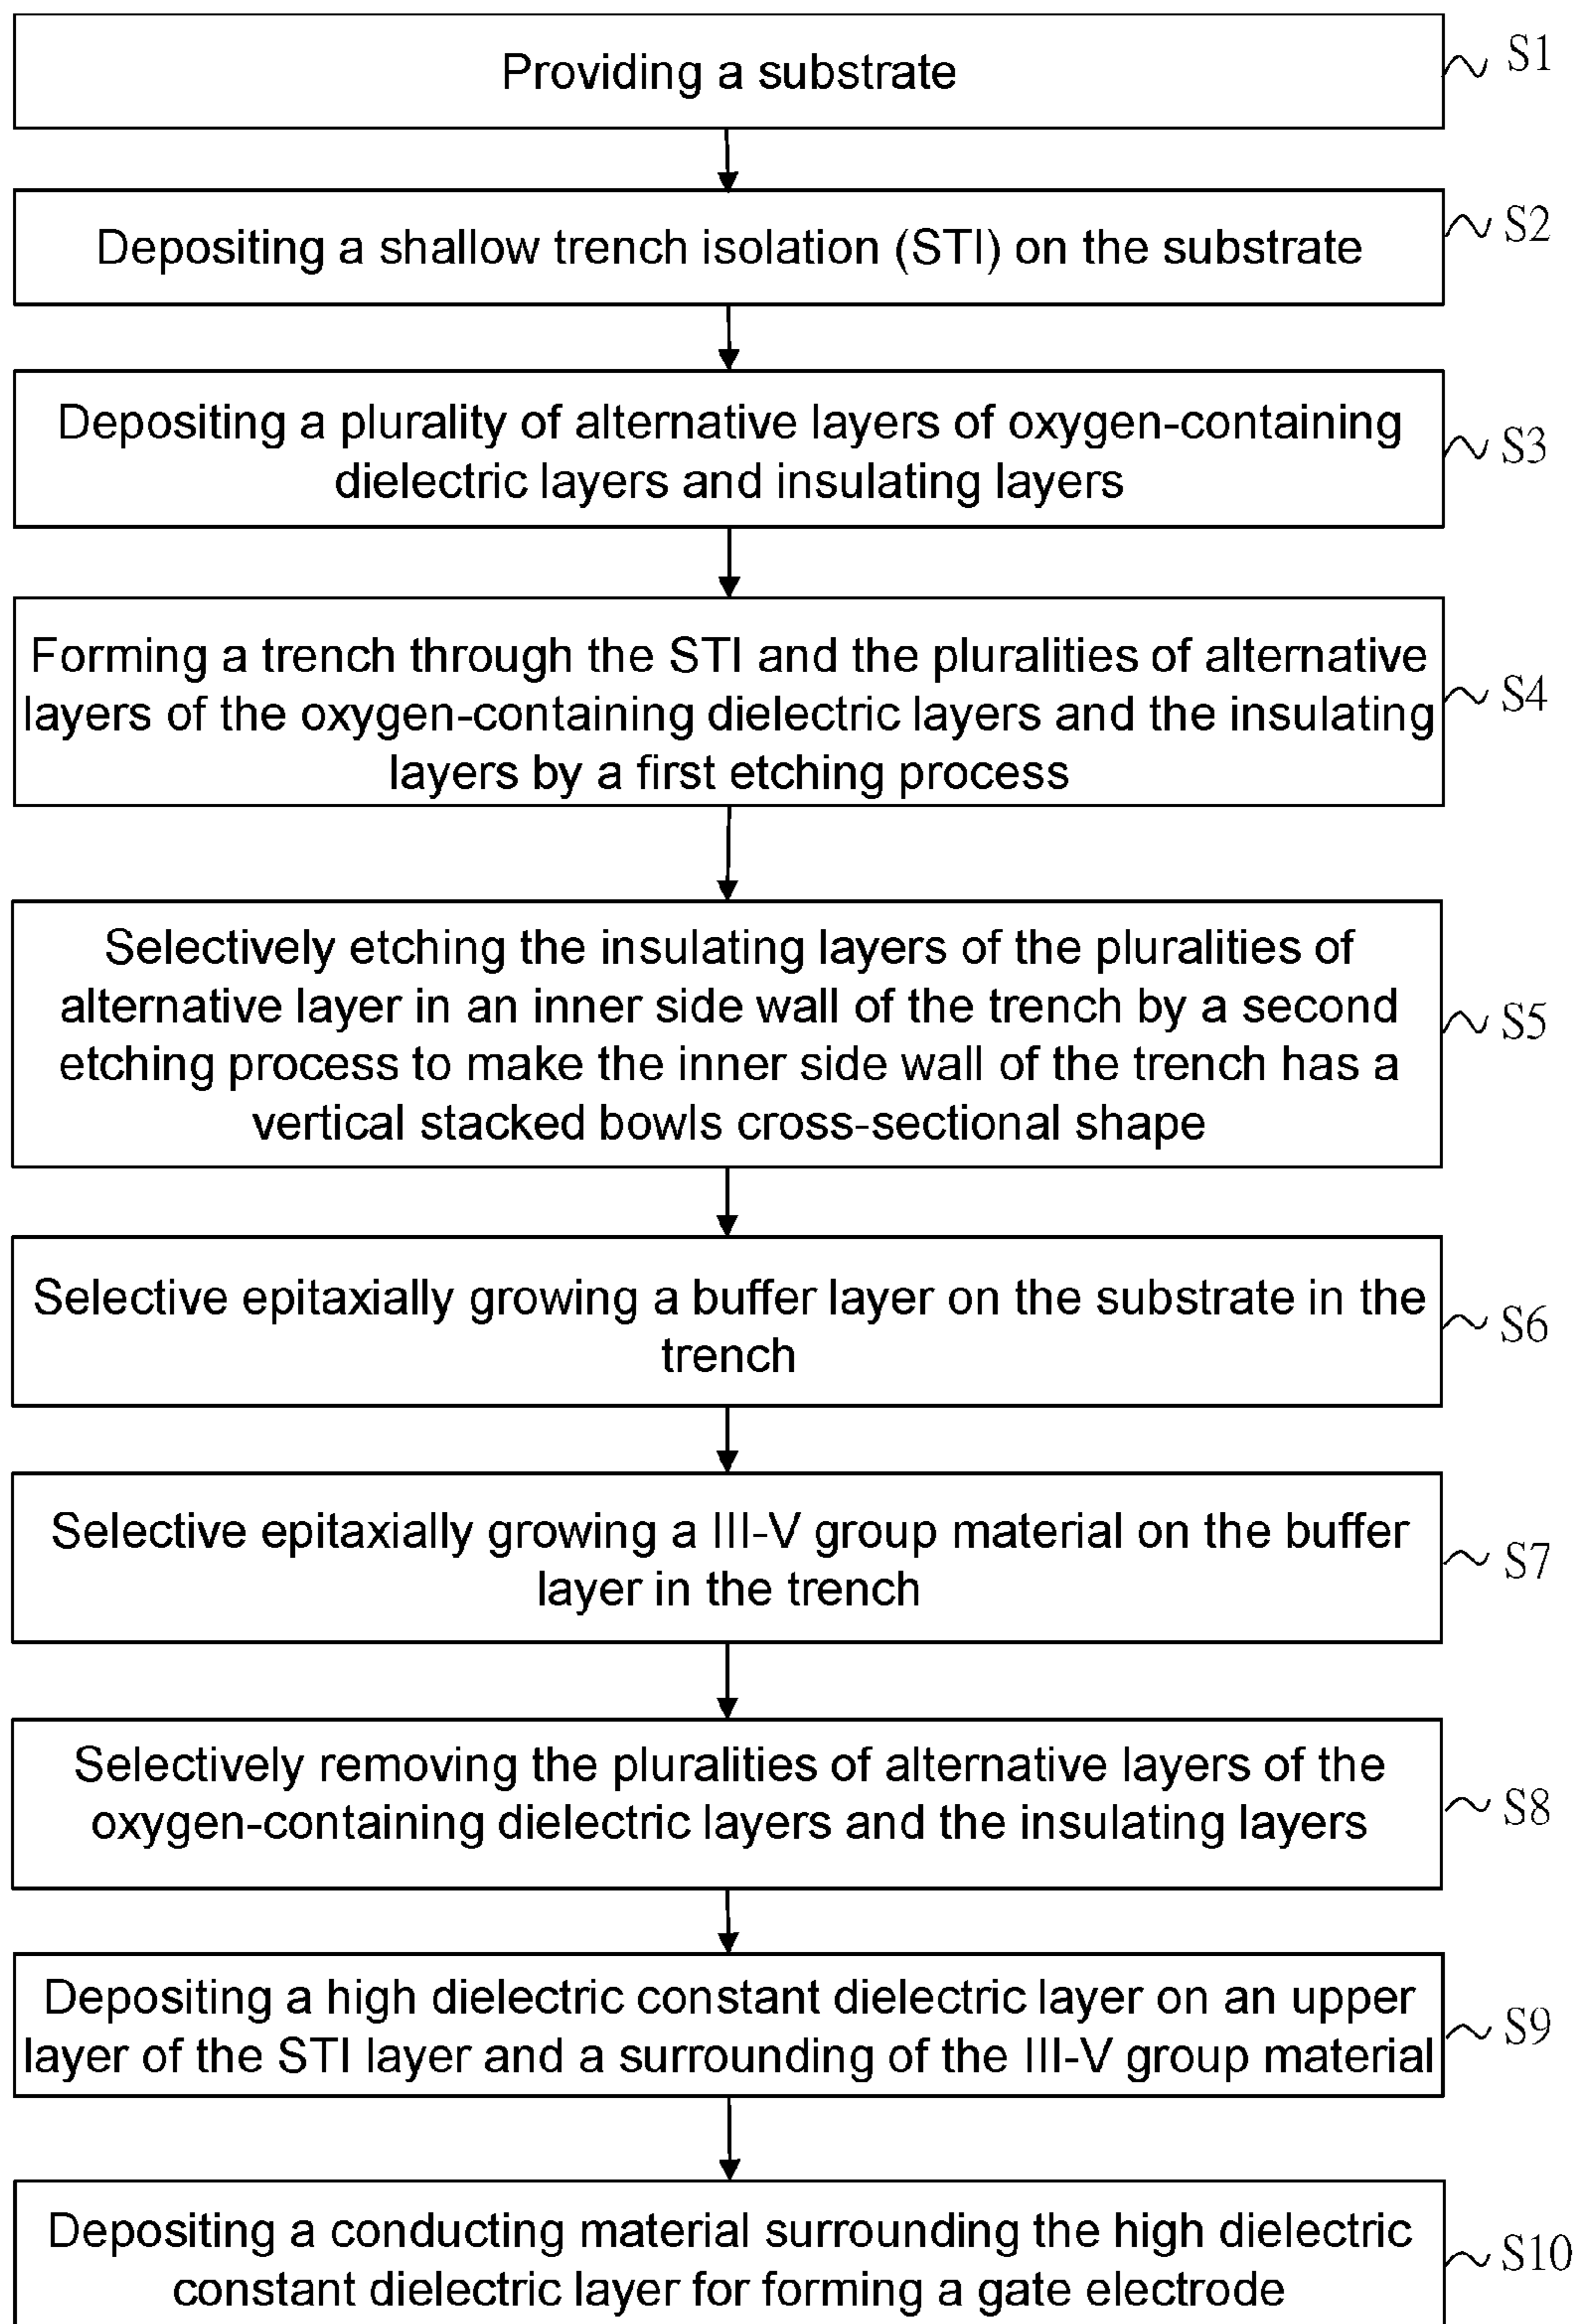 Providing a substrate
S1
Depositing a shallow trench isolation (STI) on the substrate
S2
Depositing a plurality of alternative layers of oxygen-containing
dielectric layers and insulating layers
S3
Forming a trench through the STI and the pluralities of alternative
layers of the oxygen-containing dielectric layers and the insulating
layers by a first etching process
S4
Selectively etching the insulating layers of the pluralities of
alternative layer in an inner side wall of the trench by a second
etching process to make the inner side wall of the trench has a
vertical stacked bowls cross-sectional shape
S5
Selective epitaxially growing a buffer layer on the substrate in the
trench
S6
Selective epitaxially growing a III-V group material on the buffer
layer in the trench
S7
Selectively removing the pluralities of alternative layers of the
oxygen-containing dielectric layers and the insulating layers
S8
Depositing a high dielectric constant dielectric layer on an upper
layer of the STI layer and a surrounding of the III-V group material
S9
Depositing a conducting material surrounding the high dielectric
constant dielectric layer for forming a gate electrode
S10